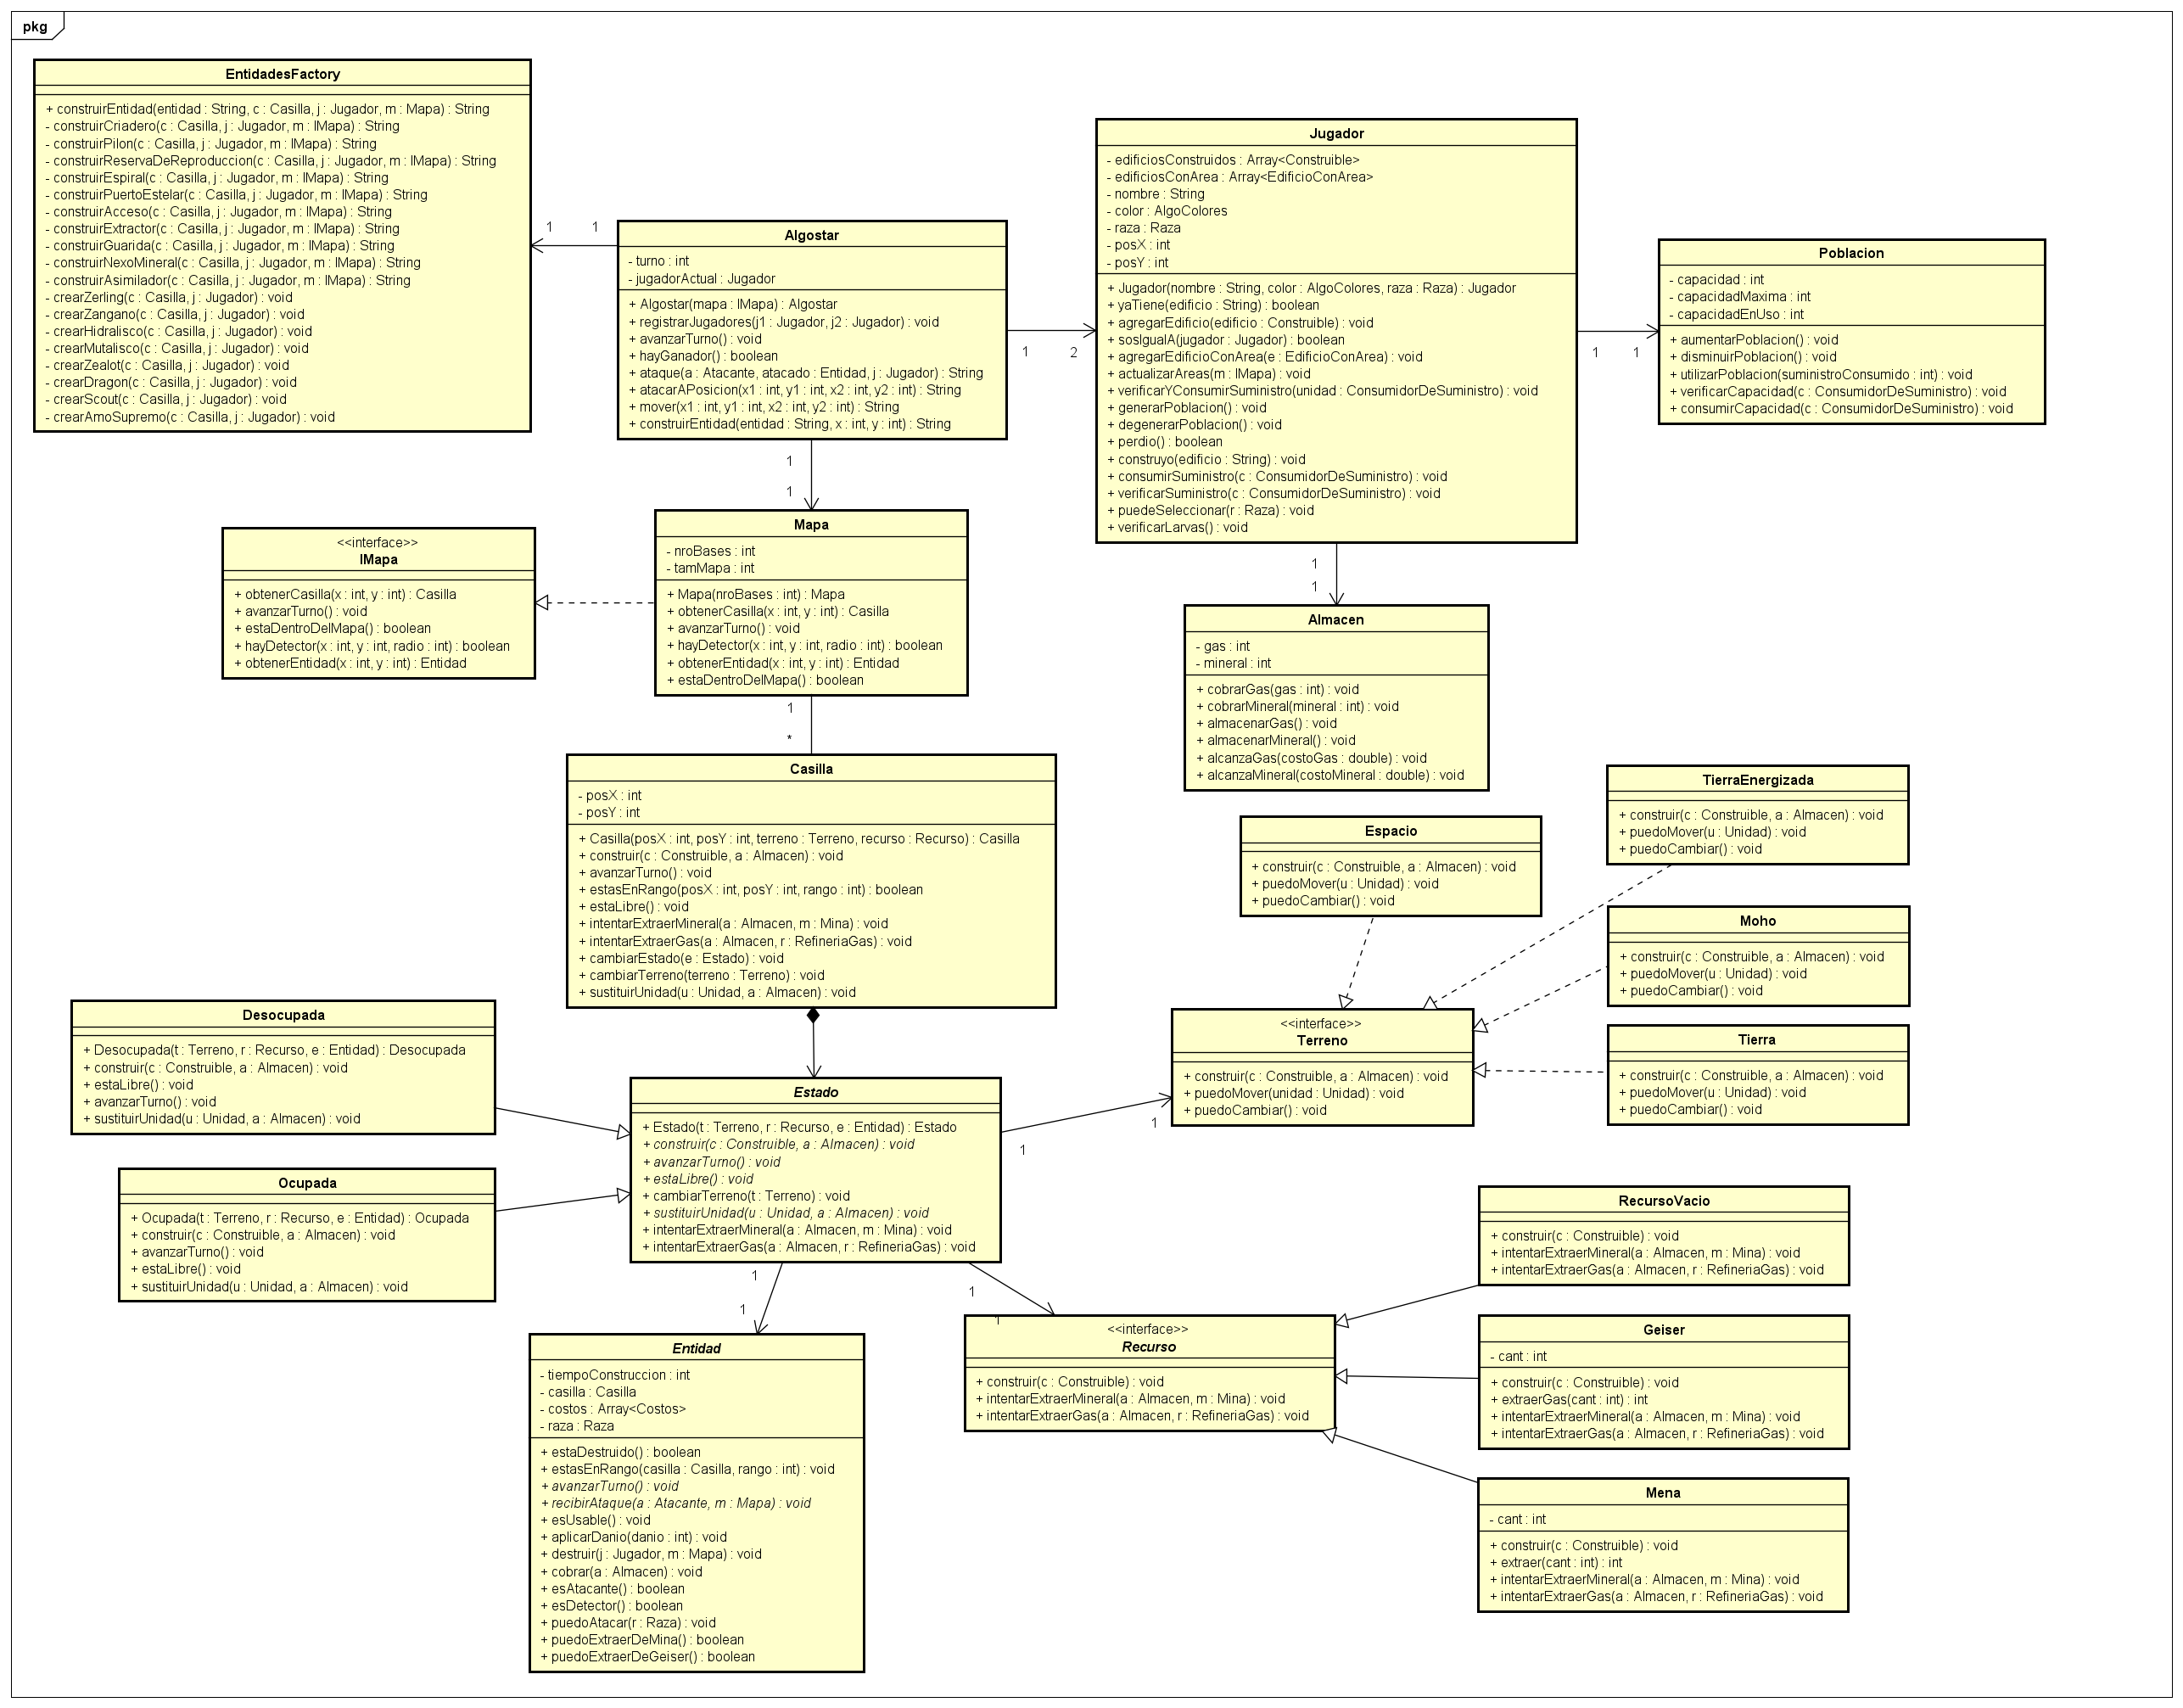 pkg
EntidadesFactory
+ construirEntidad(entidad : String, c : Casilla, j : Jugador, m : Mapa) : String
- construirCriadero(c : Casilla, j : Jugador, m : IMapa) : String
- construirPilon(c : Casilla, j : Jugador, m : IMapa) : String
- construirReservaDeReproduccion(c : Casilla, j : Jugador, m : IMapa) : String
- construirEspiral(c : Casilla, j : Jugador, m : IMapa) : String
- construirPuertoEstelar(c : Casilla, j : Jugador, m : IMapa) : String
- construirAcceso(c : Casilla, j : Jugador, m : IMapa) : String
- construirExtractor(c : Casilla, j : Jugador, m : IMapa) : String
- construirGuarida(c : Casilla, j : Jugador, m : IMapa) : String
- construirNexoMineral(c : Casilla, j : Jugador, m : IMapa) : String
- construirAsimilador(c : Casilla, j : Jugador, m : IMapa) : String
- crearZerling(c : Casilla, j : Jugador) : void
- crearZangano(c : Casilla, j : Jugador) : void
- crearHidralisco(c : Casilla, j : Jugador) : void
- crearMutalisco(c : Casilla, j : Jugador) : void
- crearZealot(c : Casilla, j : Jugador) : void
- crearDragon(c : Casilla, j : Jugador) : void
- crearScout(c : Casilla, j : Jugador) : void
- crearAmoSupremo(c : Casilla, j : Jugador) : void
1
1
Algostar
- turno : int
- jugadorActual : Jugador
+ Algostar(mapa : IMapa) : Algostar
+ registrarJugadores(j1 : Jugador, j2 : Jugador) : void
+ avanzarTurno() : void
+ hayGanador() : boolean
+ ataque(a : Atacante, atacado : Entidad, j : Jugador) : String
+ atacarAPosicion(x1 : int, y1 : int, x2 : int, y2 : int) : String
+ mover(x1 : int, y1 : int, x2 : int, y2 : int) : String
+ construirEntidad(entidad : String, x : int, y : int) : String
1
2
Jugador
- edificiosConstruidos : Array<Construible>
- edificiosConArea : Array<EdificioConArea>
- nombre : String
- color : AlgoColores
- raza : Raza
- posX : int
- posY : int
+ Jugador(nombre : String, color : AlgoColores, raza : Raza) : Jugador
+ yaTiene(edificio : String) : boolean
+ agregarEdificio(edificio : Construible) : void
+ sosIgualA(jugador : Jugador) : boolean
+ agregarEdificioConArea(e : EdificioConArea) : void
+ actualizarAreas(m : IMapa) : void
+ verificarYConsumirSuministro(unidad : ConsumidorDeSuministro) : void
+ generarPoblacion() : void
+ degenerarPoblacion() : void
+ perdio() : boolean
+ construyo(edificio : String) : void
+ consumirSuministro(c : ConsumidorDeSuministro) : void
+ verificarSuministro(c : ConsumidorDeSuministro) : void
+ puedeSeleccionar(r : Raza) : void
+ verificarLarvas() : void
1
1
Poblacion
- capacidad : int
- capacidadMaxima : int
- capacidadEnUso : int
+ aumentarPoblacion() : void
+ disminuirPoblacion() : void
+ utilizarPoblacion(suministroConsumido : int) : void
+ verificarCapacidad(c : ConsumidorDeSuministro) : void
+ consumirCapacidad(c : ConsumidorDeSuministro) : void
1
1
<<interface>>
IMapa
+ obtenerCasilla(x : int, y : int) : Casilla
+ avanzarTurno() : void
+ estaDentroDelMapa() : boolean
+ hayDetector(x : int, y : int, radio : int) : boolean
+ obtenerEntidad(x : int, y : int) : Entidad
Mapa
- nroBases : int
- tamMapa : int
+ Mapa(nroBases : int) : Mapa
+ obtenerCasilla(x : int, y : int) : Casilla
+ avanzarTurno() : void
+ hayDetector(x : int, y : int, radio : int) : boolean
+ obtenerEntidad(x : int, y : int) : Entidad
+ estaDentroDelMapa() : boolean
1
*
1
1
Almacen
- gas : int
- mineral : int
+ cobrarGas(gas : int) : void
+ cobrarMineral(mineral : int) : void
+ almacenarGas() : void
+ almacenarMineral() : void
+ alcanzaGas(costoGas : double) : void
+ alcanzaMineral(costoMineral : double) : void
Casilla
- posX : int
- posY : int
+ Casilla(posX : int, posY : int, terreno : Terreno, recurso : Recurso) : Casilla
+ construir(c : Construible, a : Almacen) : void
+ avanzarTurno() : void
+ estasEnRango(posX : int, posY : int, rango : int) : boolean
+ estaLibre() : void
+ intentarExtraerMineral(a : Almacen, m : Mina) : void
+ intentarExtraerGas(a : Almacen, r : RefineriaGas) : void
+ cambiarEstado(e : Estado) : void
+ cambiarTerreno(terreno : Terreno) : void
+ sustituirUnidad(u : Unidad, a : Almacen) : void
TierraEnergizada
+ construir(c : Construible, a : Almacen) : void
+ puedoMover(u : Unidad) : void
+ puedoCambiar() : void
Espacio
+ construir(c : Construible, a : Almacen) : void
+ puedoMover(u : Unidad) : void
+ puedoCambiar() : void
Moho
+ construir(c : Construible, a : Almacen) : void
+ puedoMover(u : Unidad) : void
+ puedoCambiar() : void
Tierra
+ construir(c : Construible, a : Almacen) : void
+ puedoMover(u : Unidad) : void
+ puedoCambiar() : void
<<interface>>
Terreno
+ construir(c : Construible, a : Almacen) : void
+ puedoMover(unidad : Unidad) : void
+ puedoCambiar() : void
Desocupada
+ Desocupada(t : Terreno, r : Recurso, e : Entidad) : Desocupada
+ construir(c : Construible, a : Almacen) : void
+ estaLibre() : void
+ avanzarTurno() : void
+ sustituirUnidad(u : Unidad, a : Almacen) : void
Ocupada
+ Ocupada(t : Terreno, r : Recurso, e : Entidad) : Ocupada
+ construir(c : Construible, a : Almacen) : void
+ avanzarTurno() : void
+ estaLibre() : void
+ sustituirUnidad(u : Unidad, a : Almacen) : void
Estado
+ Estado(t : Terreno, r : Recurso, e : Entidad) : Estado
+ construir(c : Construible, a : Almacen) : void
+ avanzarTurno() : void
+ estaLibre() : void
+ cambiarTerreno(t : Terreno) : void
+ sustituirUnidad(u : Unidad, a : Almacen) : void
+ intentarExtraerMineral(a : Almacen, m : Mina) : void
+ intentarExtraerGas(a : Almacen, r : RefineriaGas) : void
1
1
1
1
1
1
Entidad
- tiempoConstruccion : int
- casilla : Casilla
- costos : Array<Costos>
- raza : Raza
+ estaDestruido() : boolean
+ estasEnRango(casilla : Casilla, rango : int) : void
+ avanzarTurno() : void
+ recibirAtaque(a : Atacante, m : Mapa) : void
+ esUsable() : void
+ aplicarDanio(danio : int) : void
+ destruir(j : Jugador, m : Mapa) : void
+ cobrar(a : Almacen) : void
+ esAtacante() : boolean
+ esDetector() : boolean
+ puedoAtacar(r : Raza) : void
+ puedoExtraerDeMina() : boolean
+ puedoExtraerDeGeiser() : boolean
<<interface>>
Recurso
+ construir(c : Construible) : void
+ intentarExtraerMineral(a : Almacen, m : Mina) : void
+ intentarExtraerGas(a : Almacen, r : RefineriaGas) : void
RecursoVacio
+ construir(c : Construible) : void
+ intentarExtraerMineral(a : Almacen, m : Mina) : void
+ intentarExtraerGas(a : Almacen, r : RefineriaGas) : void
Geiser
- cant : int
+ construir(c : Construible) : void
+ extraerGas(cant : int) : int
+ intentarExtraerMineral(a : Almacen, m : Mina) : void
+ intentarExtraerGas(a : Almacen, r : RefineriaGas) : void
Mena
- cant : int
+ construir(c : Construible) : void
+ extraer(cant : int) : int
+ intentarExtraerMineral(a : Almacen, m : Mina) : void
+ intentarExtraerGas(a : Almacen, r : RefineriaGas) : void